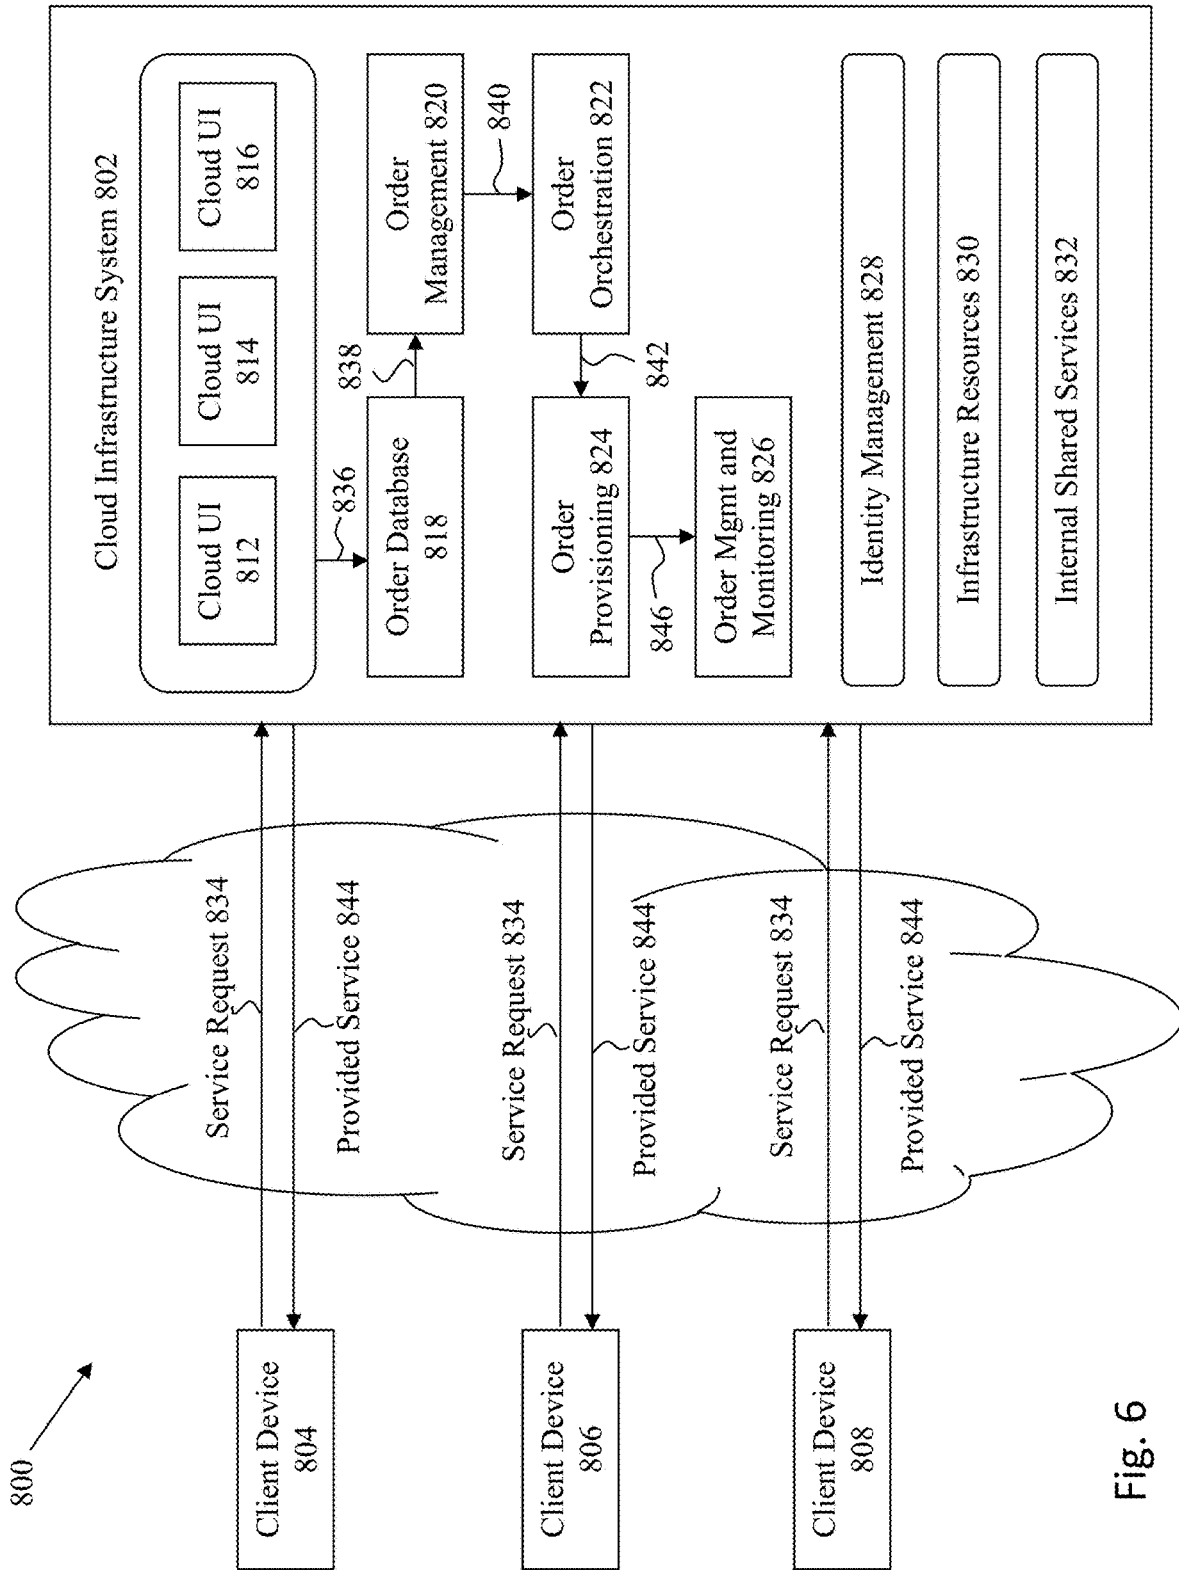 800
Cloud Infrastructure System 802
Cloud UI
812
Cloud UI
814
Cloud UI
816
836
Order Database
818
838
Order
Management 820
840
Order
Orchestration 822
842
Order
Provisioning 824
846
Order Mgmt and
Monitoring 826
Identity Management 828
Infrastructure Resources 830
Internal Shared Services 832
Client Device
804
Service Request 834
Provided Service 844
Client Device
806
Service Request 834
Provided Service 844
Client Device
808
Service Request 834
Provided Service 844
Fig. 6